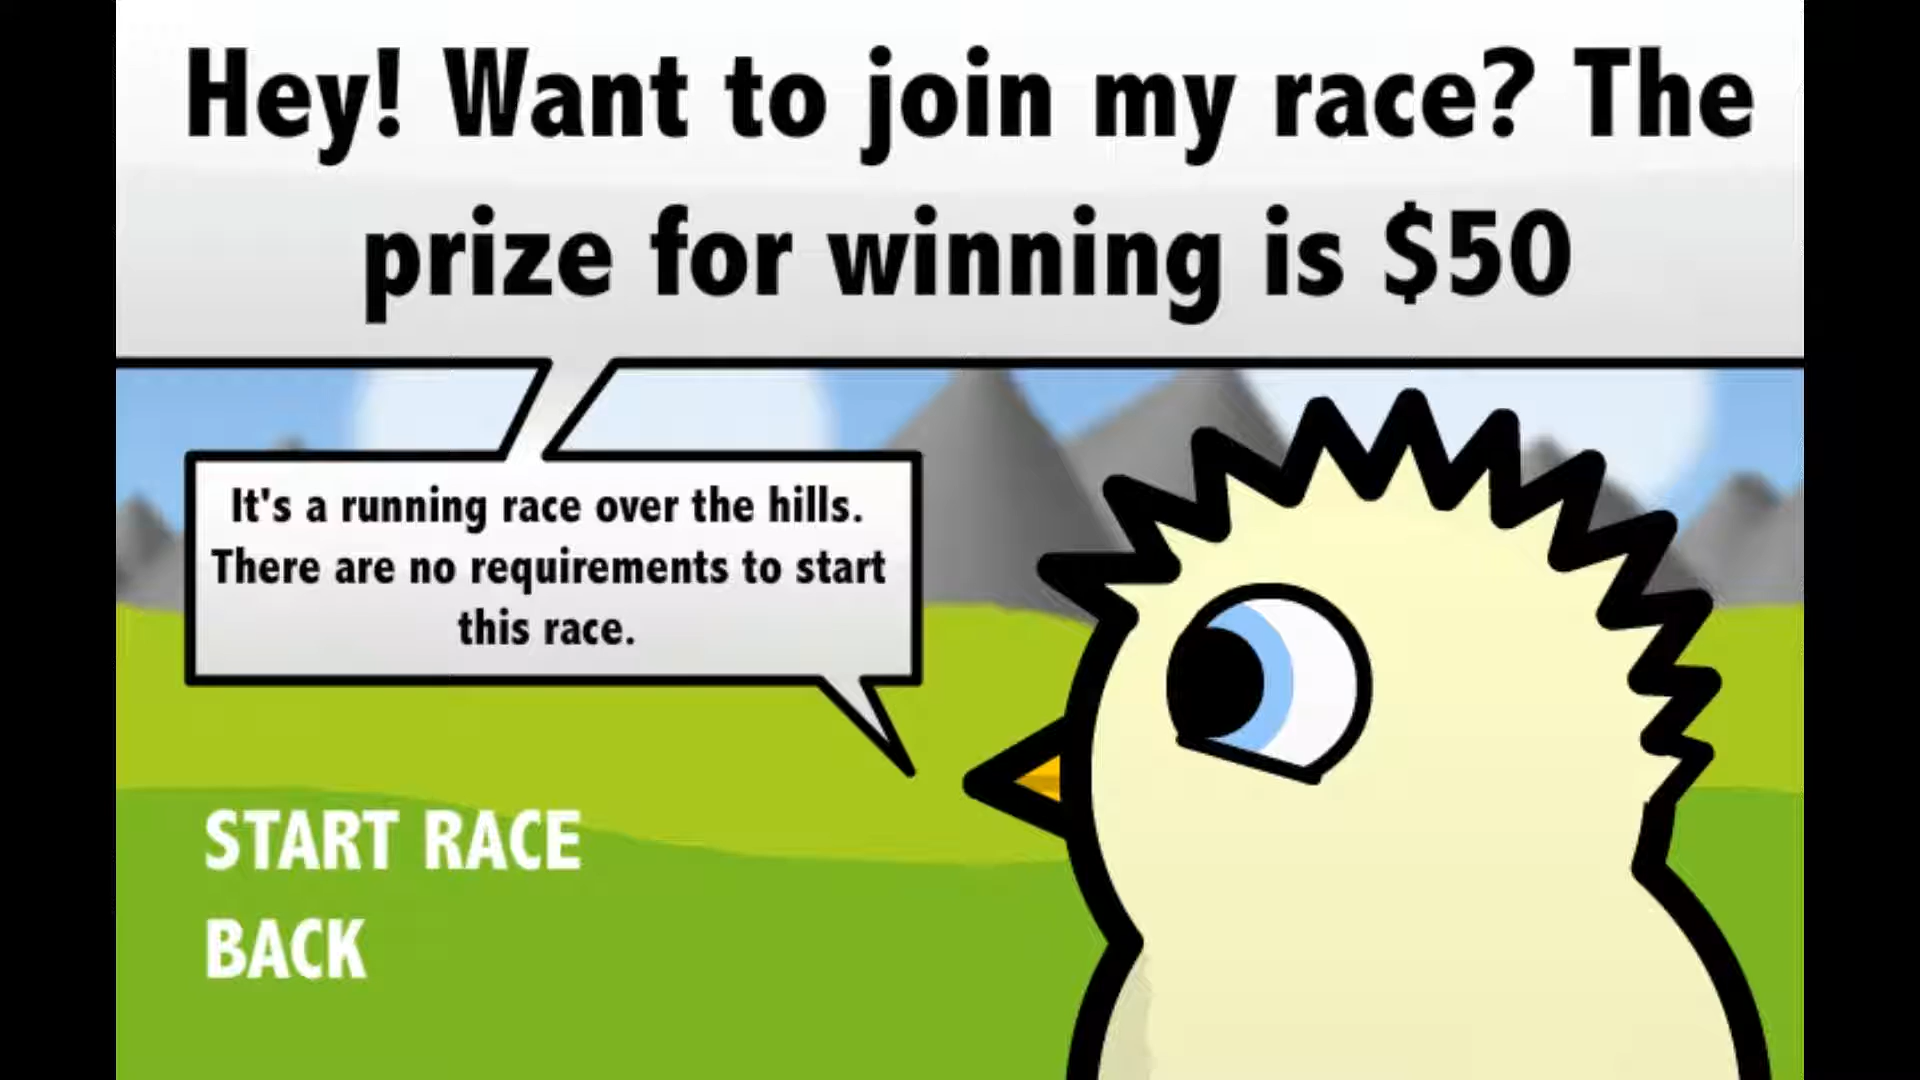 Hey! Want to join my race? The
prize for winning is $50
It's a running race over the hills.
There are no requirements to start
this race.
START RACE
BACK